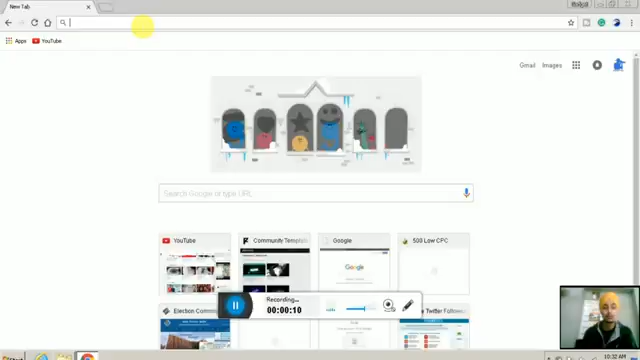 New Tab
Apps YouTube
Gmail Images
Search Google or type URL
YouTube
Community Templa
Google
500 Low CPC
Recording...
00:00:10
Election Commi
Twitter Followe
10:32 AM